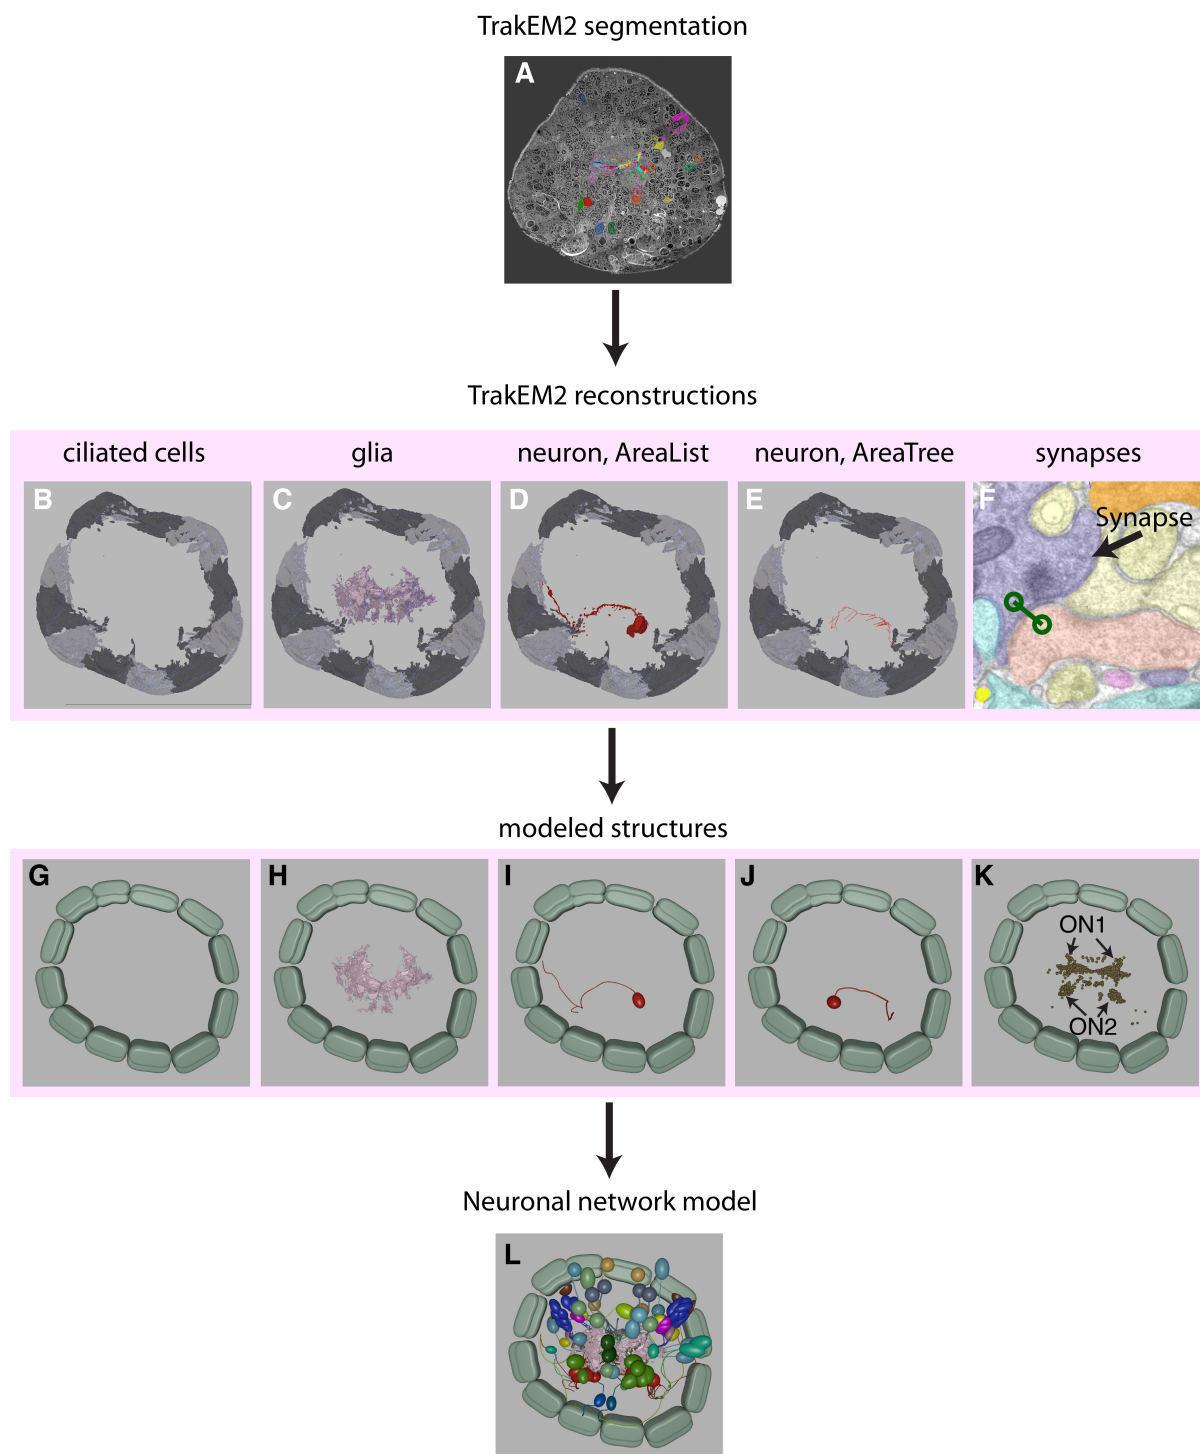 TrakEM2 segmentation
A
TrakEM2 reconstructions
ciliated cells
glia
neuron, AreaList
neuron, AreaTree
synapses
B
C
D
E
F
Synapse
modeled structures
G
H
I
J
K
ON1
ON2
Neuronal network model
L